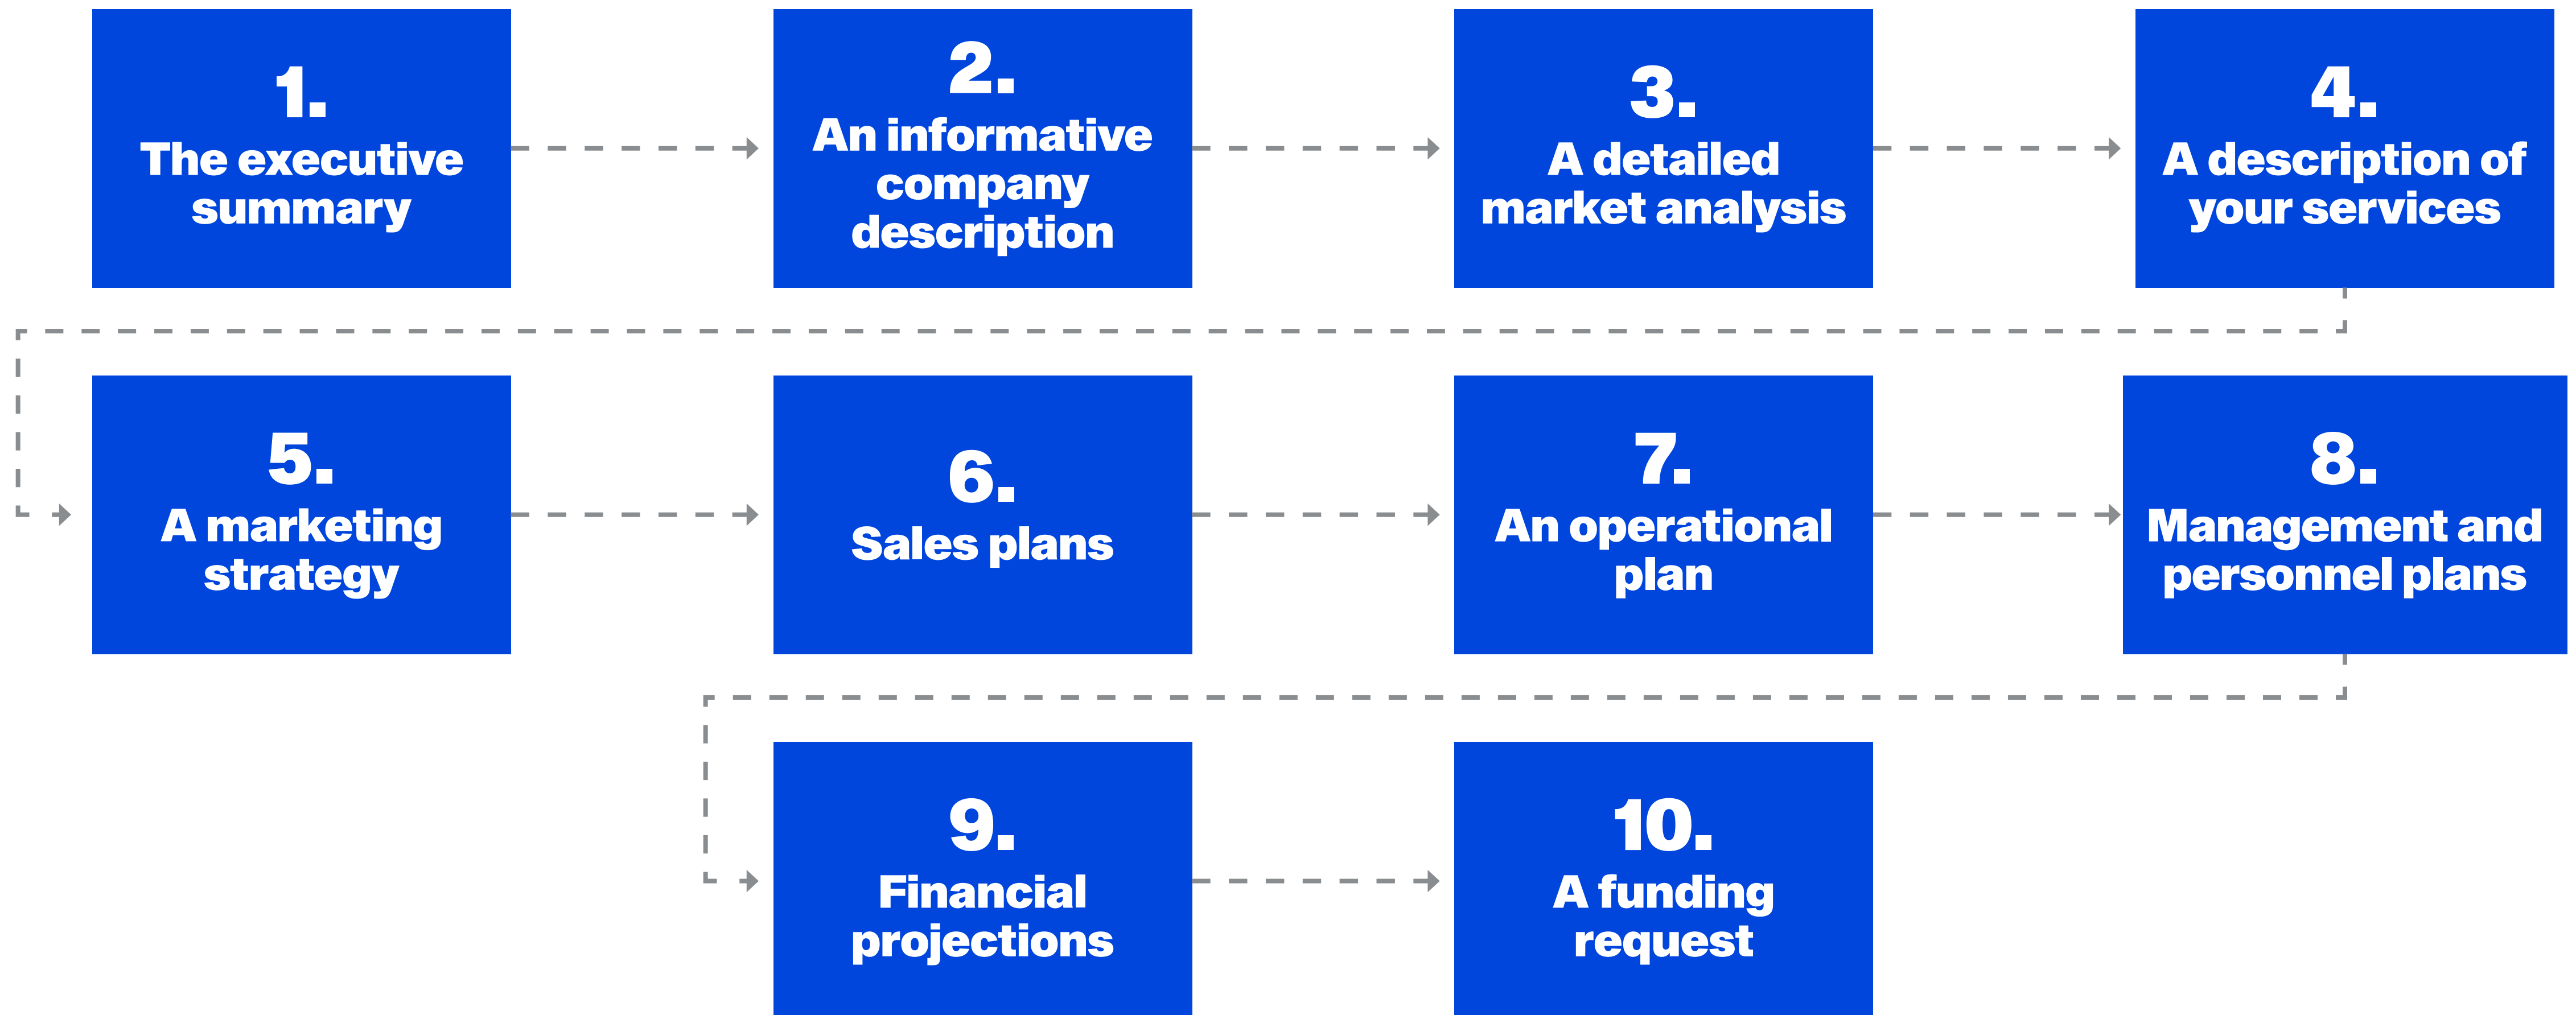 1.
The executive
summary
2.
An informative
company
description
3.
A detailed
market analysis
4.
A description of
your services
5.
A marketing
strategy
6.
Sales plans
7.
An operational
plan
8.
Management and
personnel plans
9.
Financial
projections
10.
A funding
request